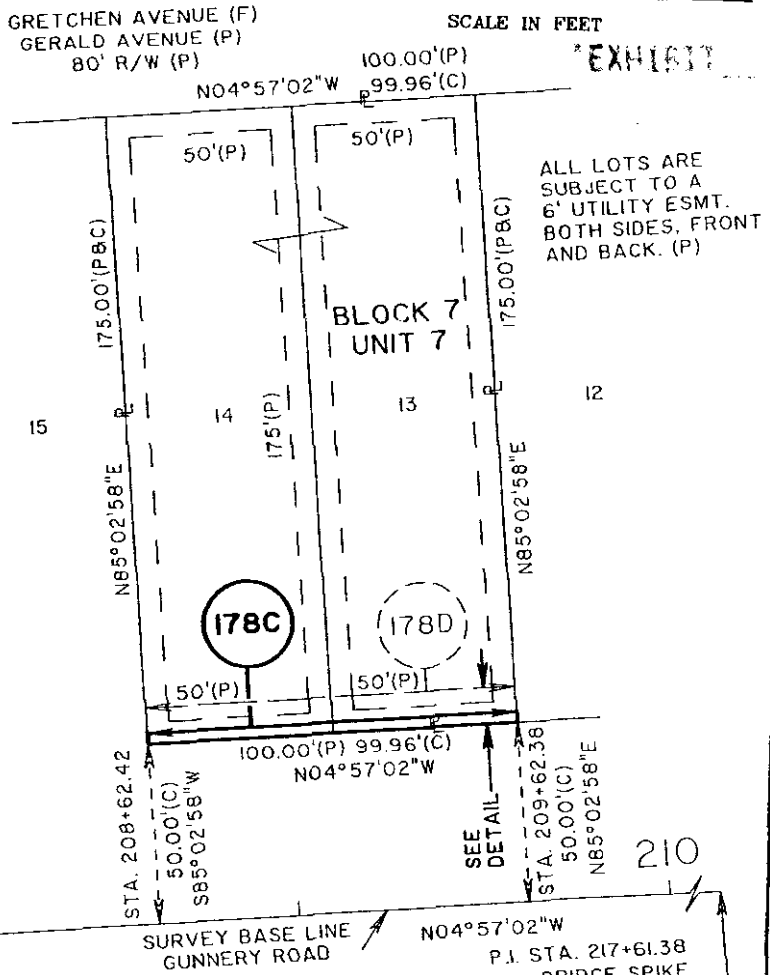 GRETCHEN AVENUE (F)
GERALD AVENUE (P)
80' R/W (P)
SCALE IN FEET
N04°57'02"W
100.00'(P)
99.96'(C)
50'(P)
50'(P)
ALL LOTS ARE
SUBJECT TO A
6' UTILITY ESMT.
BOTH SIDES, FRONT
AND BACK. (P)
175.00'(P&C)
175.00'(P&C)
BLOCK 7
UNIT 7
15
14
175'(P)
13
12
N85°02'58"E
N85°02'58"E
178C
178D
50'(P)
50'(P)
100.00'(P) 99.96'(C)
N04°57'02"W
STA. 208+62.42
50.00'(C)
S85°02'58"W
SEE
DETAIL
STA. 209+62.38
50.00'(C)
N85°02'58"E
210
SURVEY BASE LINE
GUNNERY ROAD
N04°57'02"W
P.I. STA. 217+61.38
BRIDGE SPIKE